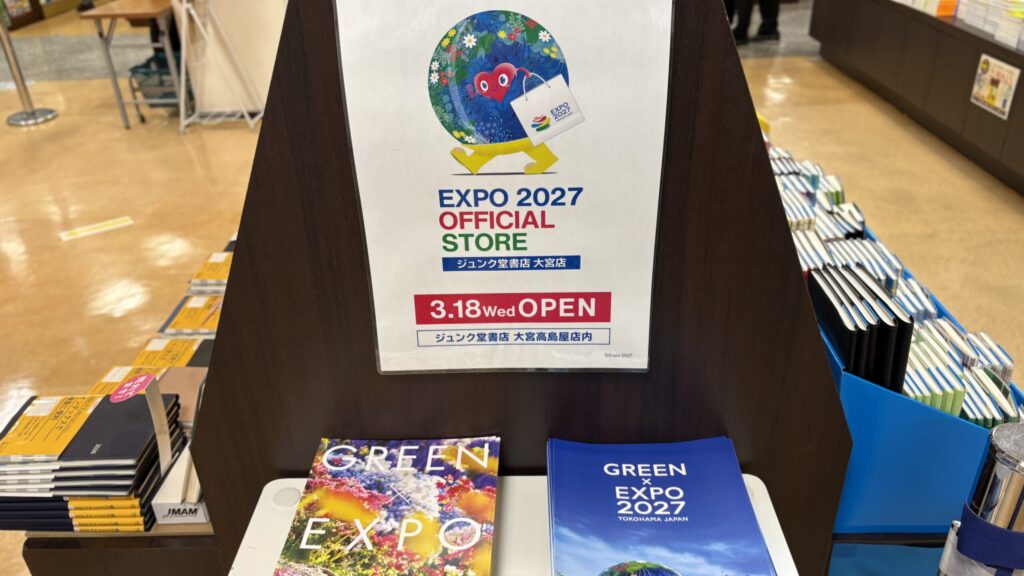 EXPO
2027
EXPO 2027
OFFICIAL
STORE
ジュンク堂書店 大宮店
3.18Wed OPEN
ジュンク堂書店 大宮高島屋店内
©Expo 2027
GREEN
×
EXPO
GREEN
×
EXPO
2027
YOKOHAMA JAPAN
JMAM